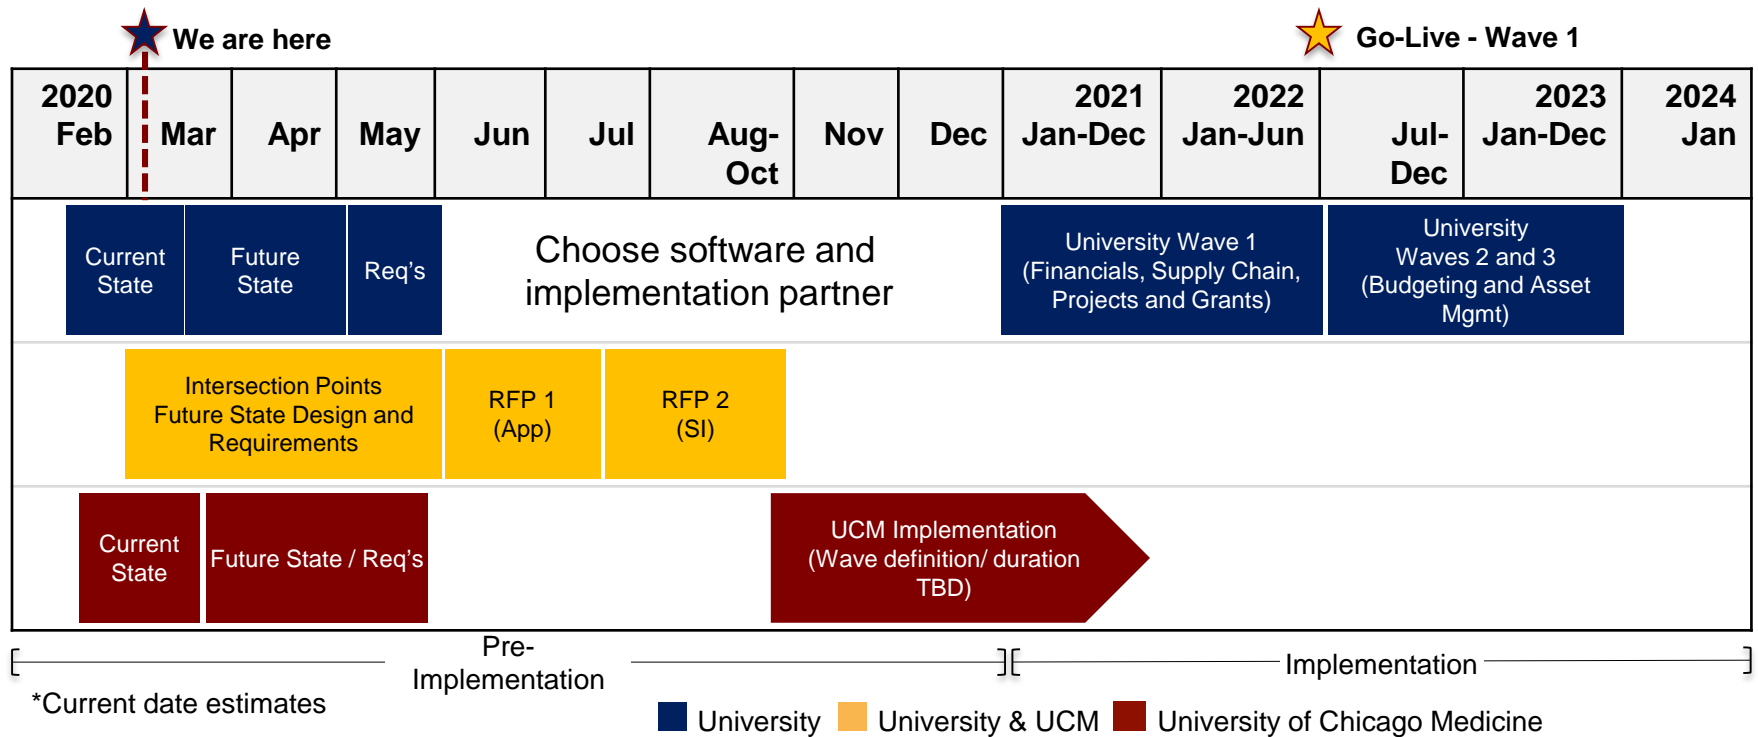 We are here
Go-Live - Wave 1
2020
Feb
Mar
Apr
May
Jun
Jul
Aug-
Oct
Nov
Dec
2021
Jan-Dec
2022
Jan-Jun
Jul-
Dec
2023
Jan-Dec
2024
Jan
Current
State
Future
State
Req's
Choose software and
implementation partner
University Wave 1
(Financials, Supply Chain,
Projects and Grants)
University
Waves 2 and 3
(Budgeting and Asset
Mgmt)
Intersection Points
Future State Design and
Requirements
RFP 1
(App)
RFP 2
(SI)
Current
State
Future State / Req's
UCM Implementation
(Wave definition/ duration
TBD)
Pre-
Implementation
Implementation
*Current date estimates
University
University & UCM
University of Chicago Medicine